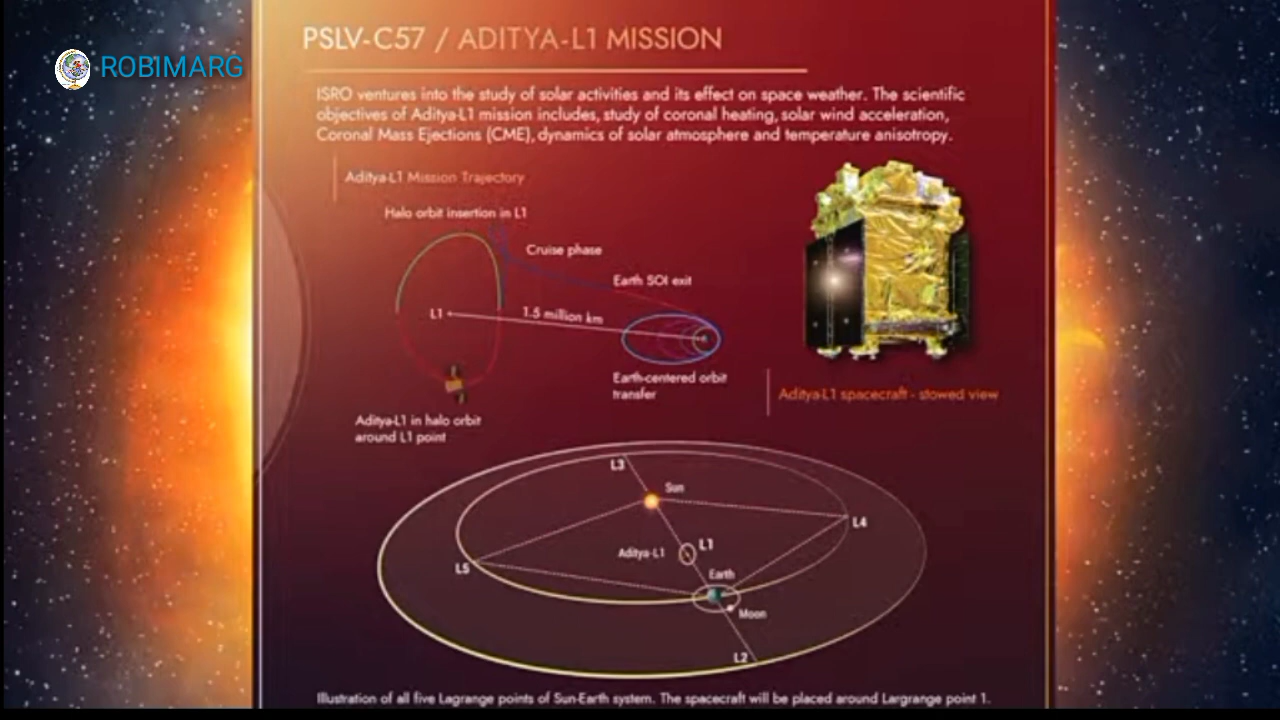 ROBIMARG
PSLV-C57 / ADITYA-L1 MISSION
ISRO ventures into the study of solar activities and its effect on space weather. The scientific
objectives of Aditya-L1 mission includes, study of coronal heating, solar wind acceleration,
Coronal Mass Ejections (CME), dynamics of solar atmosphere and temperature anisotropy.
Aditya-L1 Mission Trajectory
Halo orbit insertion in L1
Cruise phase
Earth SOI exit
L1
1.5 million km
Earth-centered orbit
transfer
Aditya-L1 spacecraft - stowed view
Aditya-L1 in halo orbit
around L1 point
L3
Sun
L4
Aditya-L1
L1
L5
Earth
Moon
L2
Illustration of all five Lagrange points of Sun-Earth system. The spacecraft will be placed around Largrange point 1.